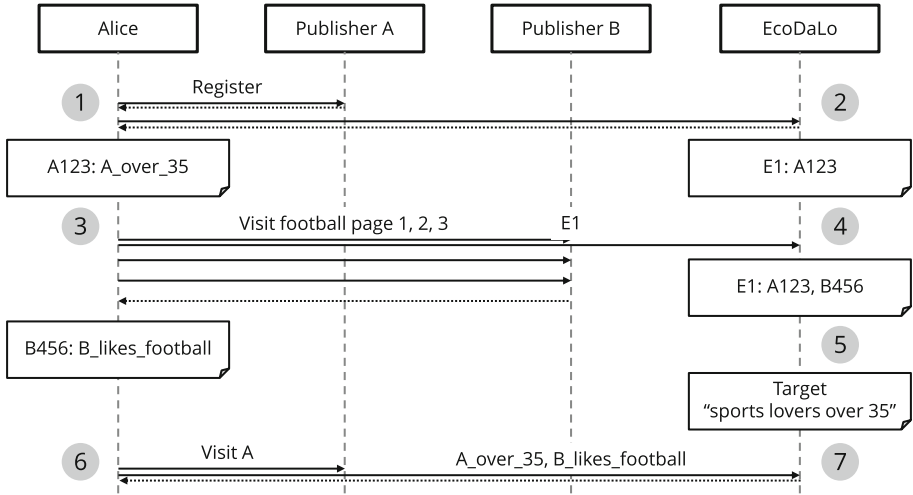 Alice
Publisher A
Publisher B
EcoDaLo
Register
1
2
A123: A_over_35
E1: A123
3
Visit football page 1, 2, 3
E1
4
E1: A123, B456
B456: B_likes_football
5
Target
“sports lovers over 35”
6
Visit A
A_over_35, B_likes_football
7